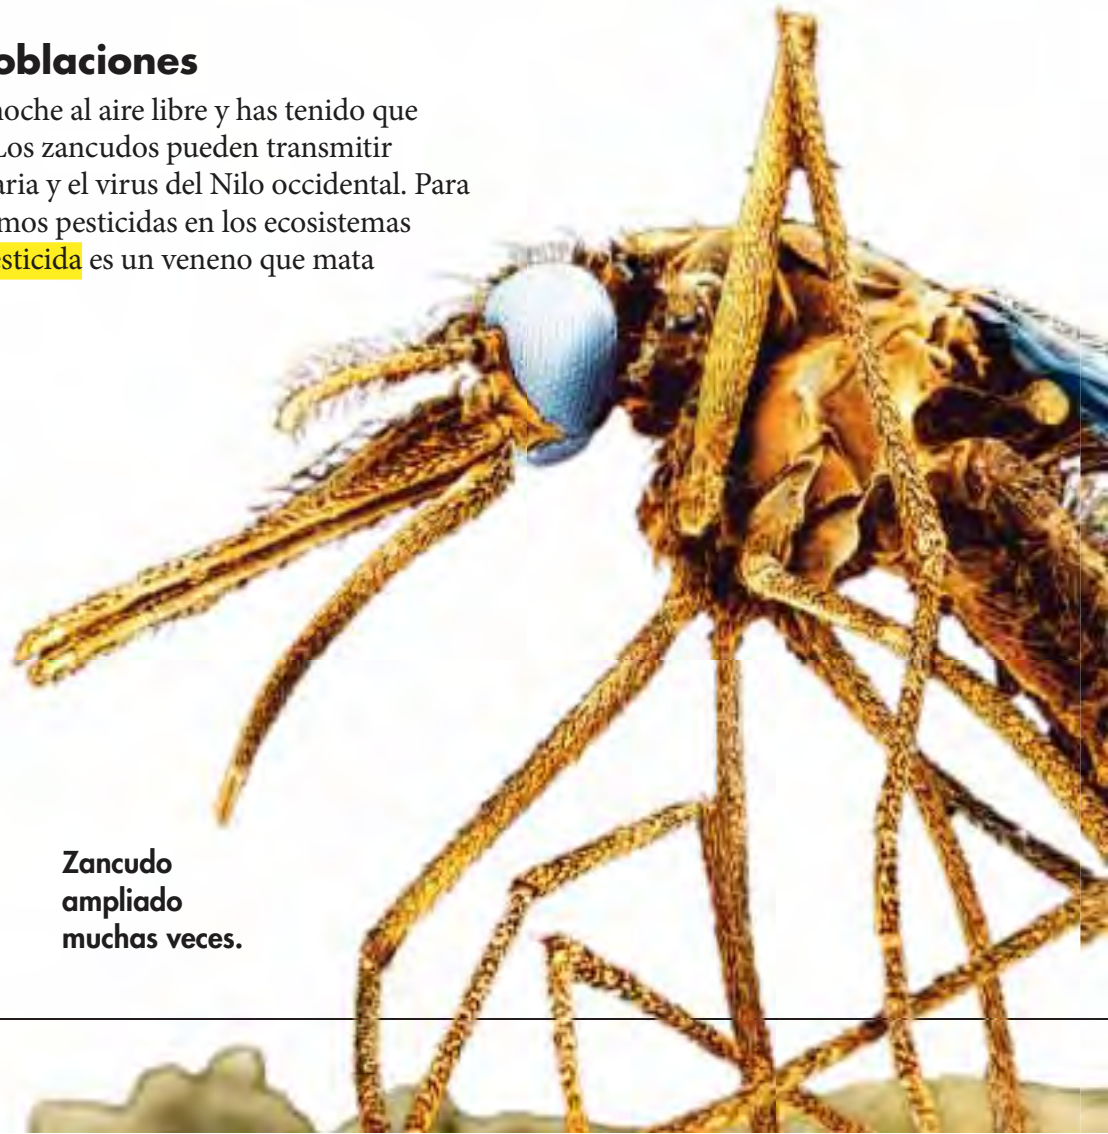 oblaciones
noche al aire libre y has tenido que
Los zancudos pueden transmitir
aria y el virus del Nilo occidental. Para
mos pesticidas en los ecosistemas
esticida es un veneno que mata
Zancudo
ampliado
muchas veces.